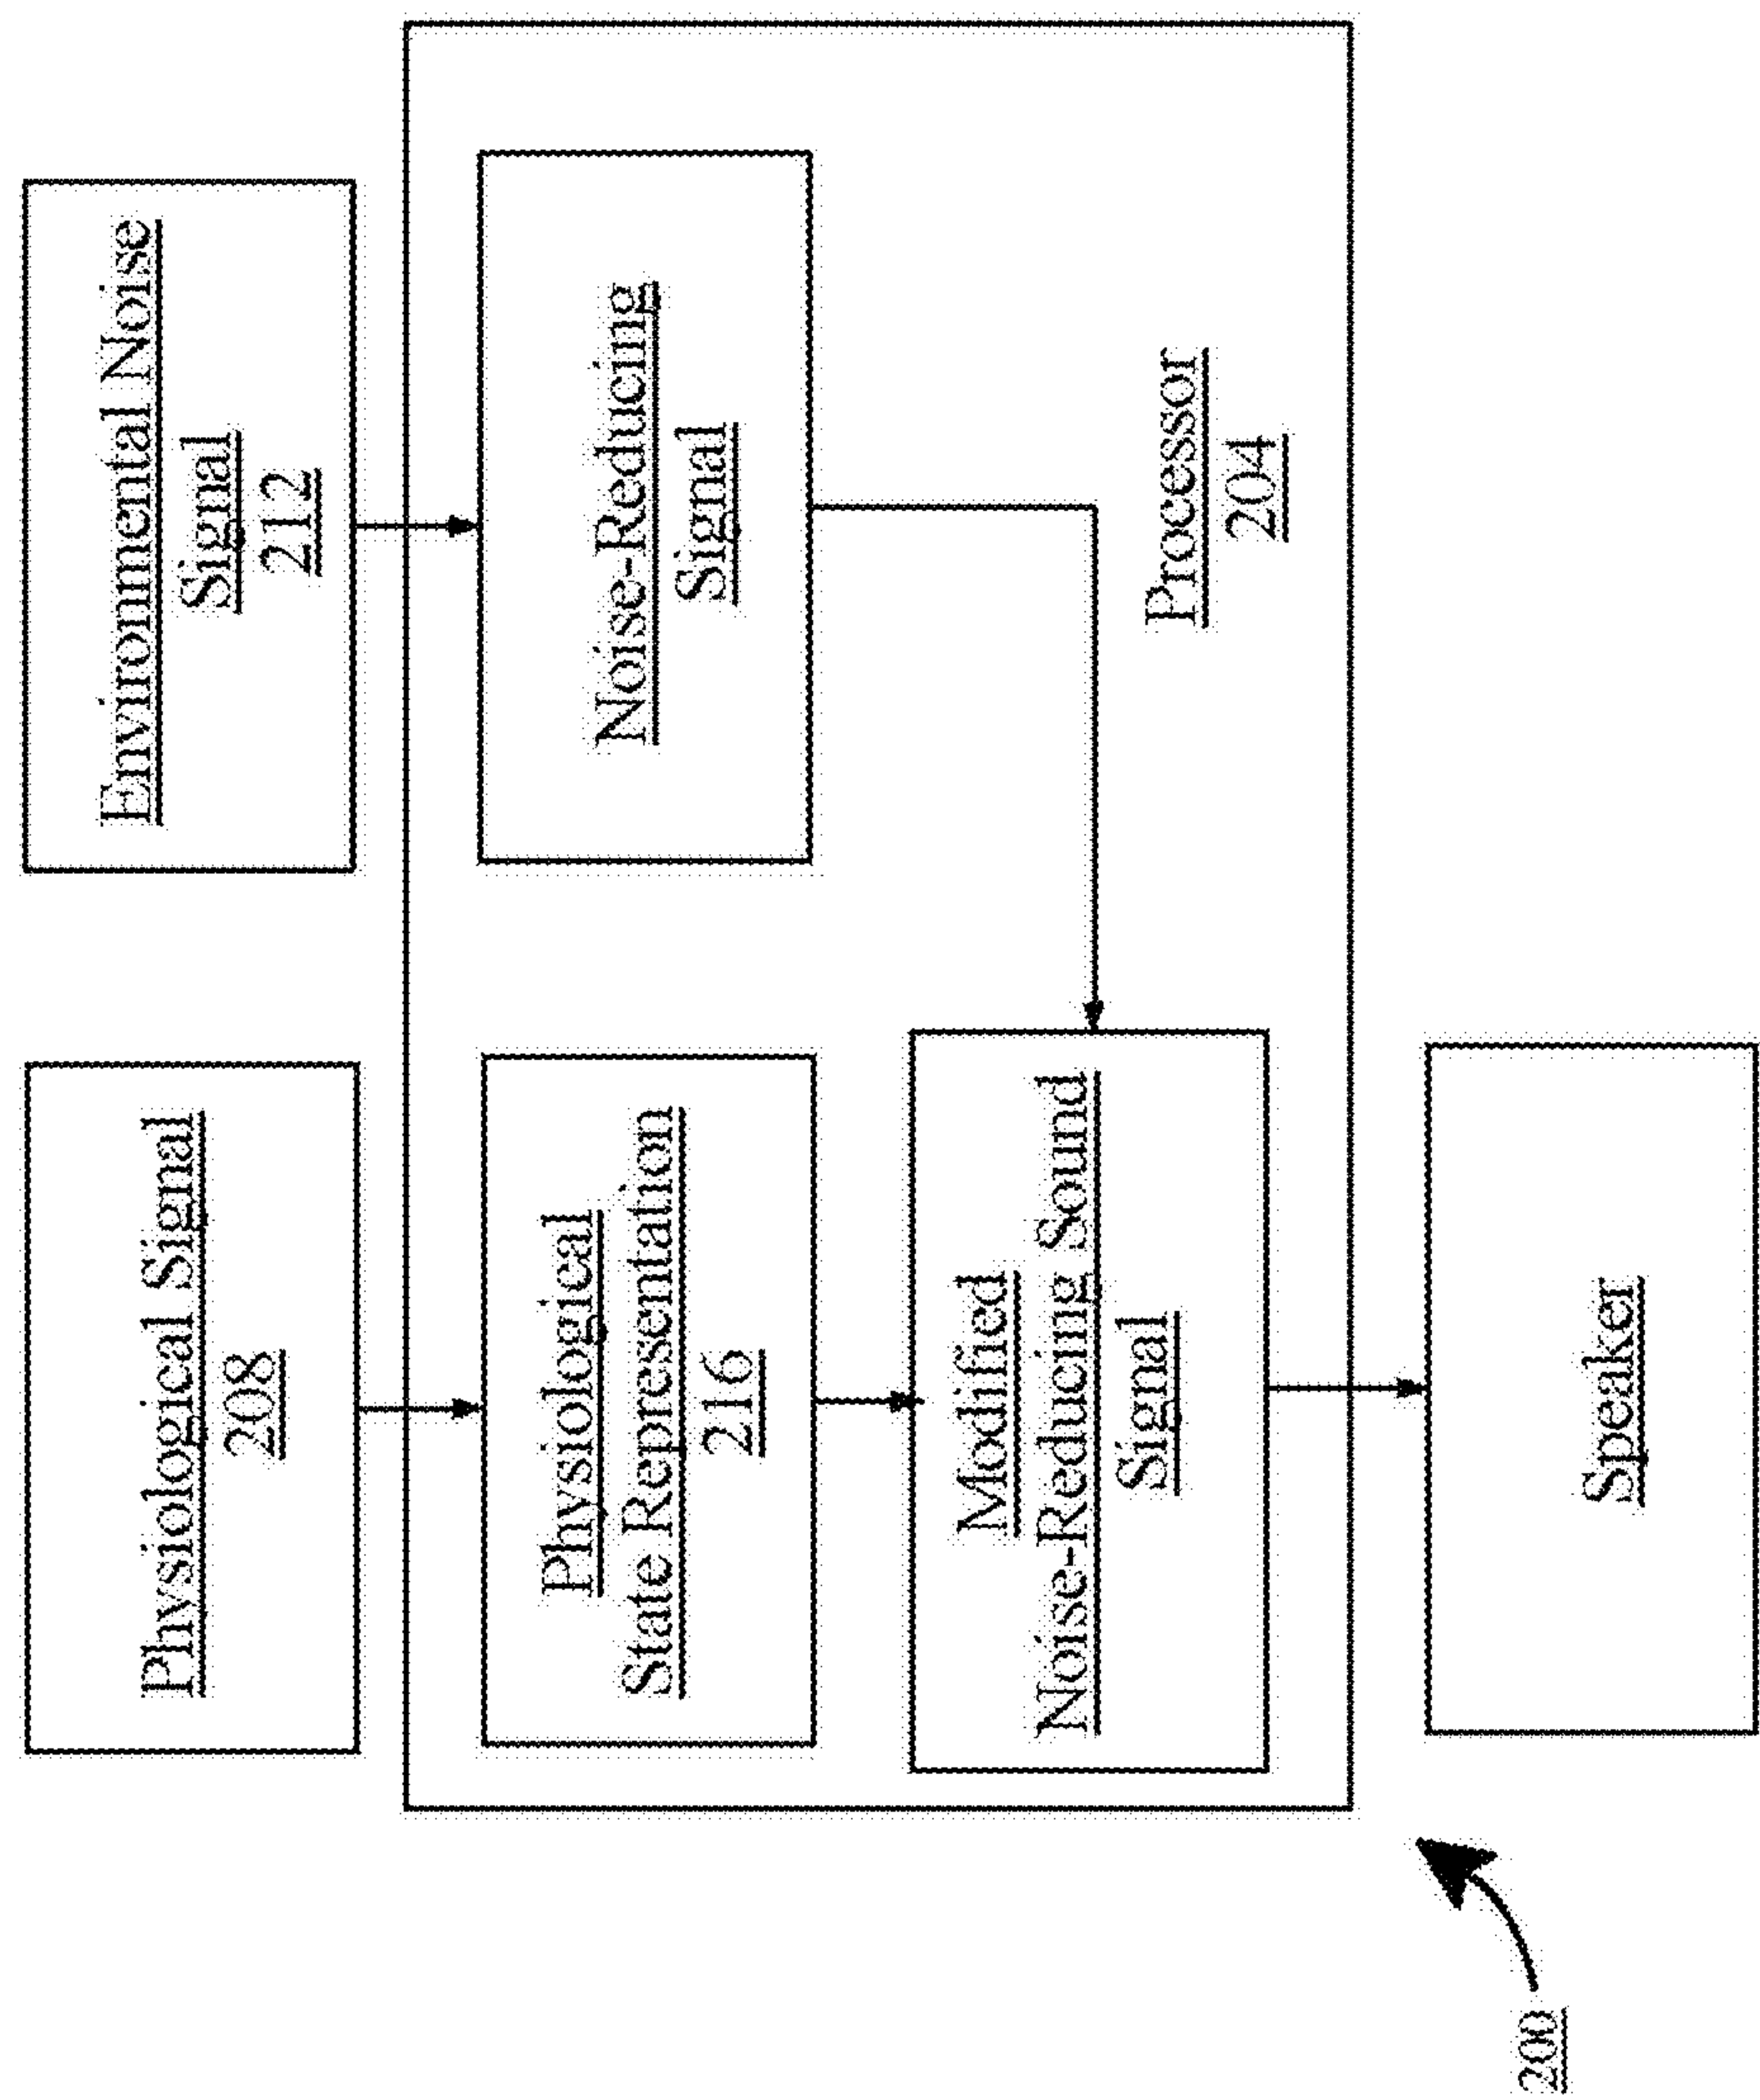 Physiological Signal
208
Environmental Noise
Signal
212
Physiological
State Representation
216
Noise-Reducing
Signal
Modified
Noise-Reducing Sound
Signal
Processor
204
Speaker
200